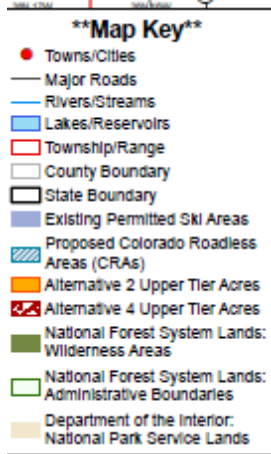 **Map Key**
Towns/Cities
Major Roads
Rivers/Streams
Lakes/Reservoirs
Township/Range
County Boundary
State Boundary
Existing Permitted Ski Areas
Proposed Colorado Roadless
Areas (CRAs)
Alternative 2 Upper Tier Acres
Alternative 4 Upper Tier Acres
National Forest System Lands:
Wilderness Areas
National Forest System Lands:
Administrative Boundaries
Department of the Interior:
National Park Service Lands